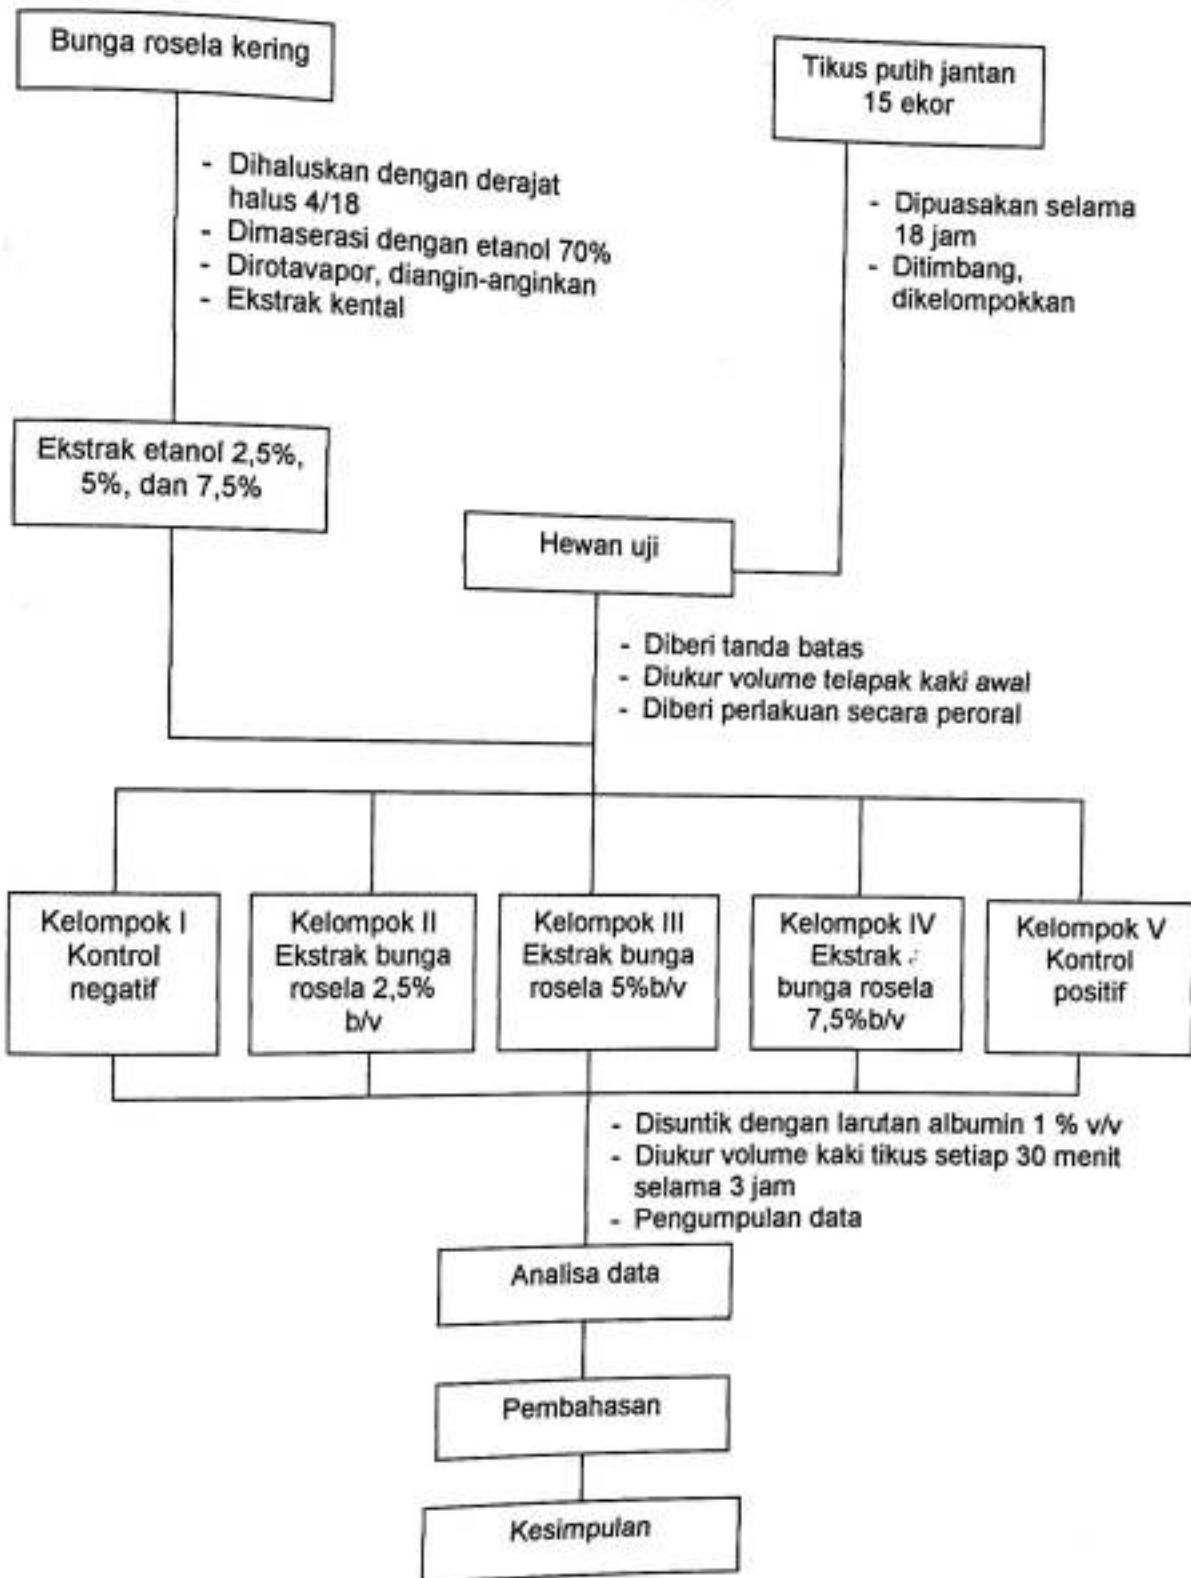 Bunga rosela kering
Tikus putih jantan
15 ekor
- Dihaluskan dengan derajat
halus 4/18
- Dimaserasi dengan etanol 70%
- Dirotavapor, diangin-anginkan
- Ekstrak kental
- Dipuasakan selama
18 jam
- Ditimbang,
dikelompokkan
Ekstrak etanol 2,5%,
5%, dan 7,5%
Hewan uji
- Diberi tanda batas
- Diukur volume telapak kaki awal
- Diberi perlakuan secara peroral
Kelompok I
Kontrol
negatif
Kelompok II
Ekstrak bunga
rosela 2,5%
b/v
Kelompok III
Ekstrak bunga
rosela 5%b/v
Kelompok IV
Ekstrak
bunga rosela
7,5%b/v
Kelompok V
Kontrol
positif
- Disuntik dengan larutan albumin 1 % v/v
- Diukur volume kaki tikus setiap 30 menit
selama 3 jam
- Pengumpulan data
Analisa data
Pembahasan
Kesimpulan